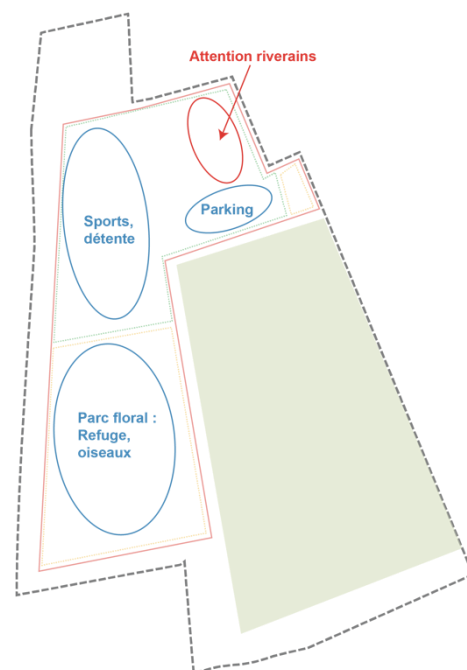 Attention riverains
Parking
Sports,
détente
Parc floral :
Refuge,
oiseaux